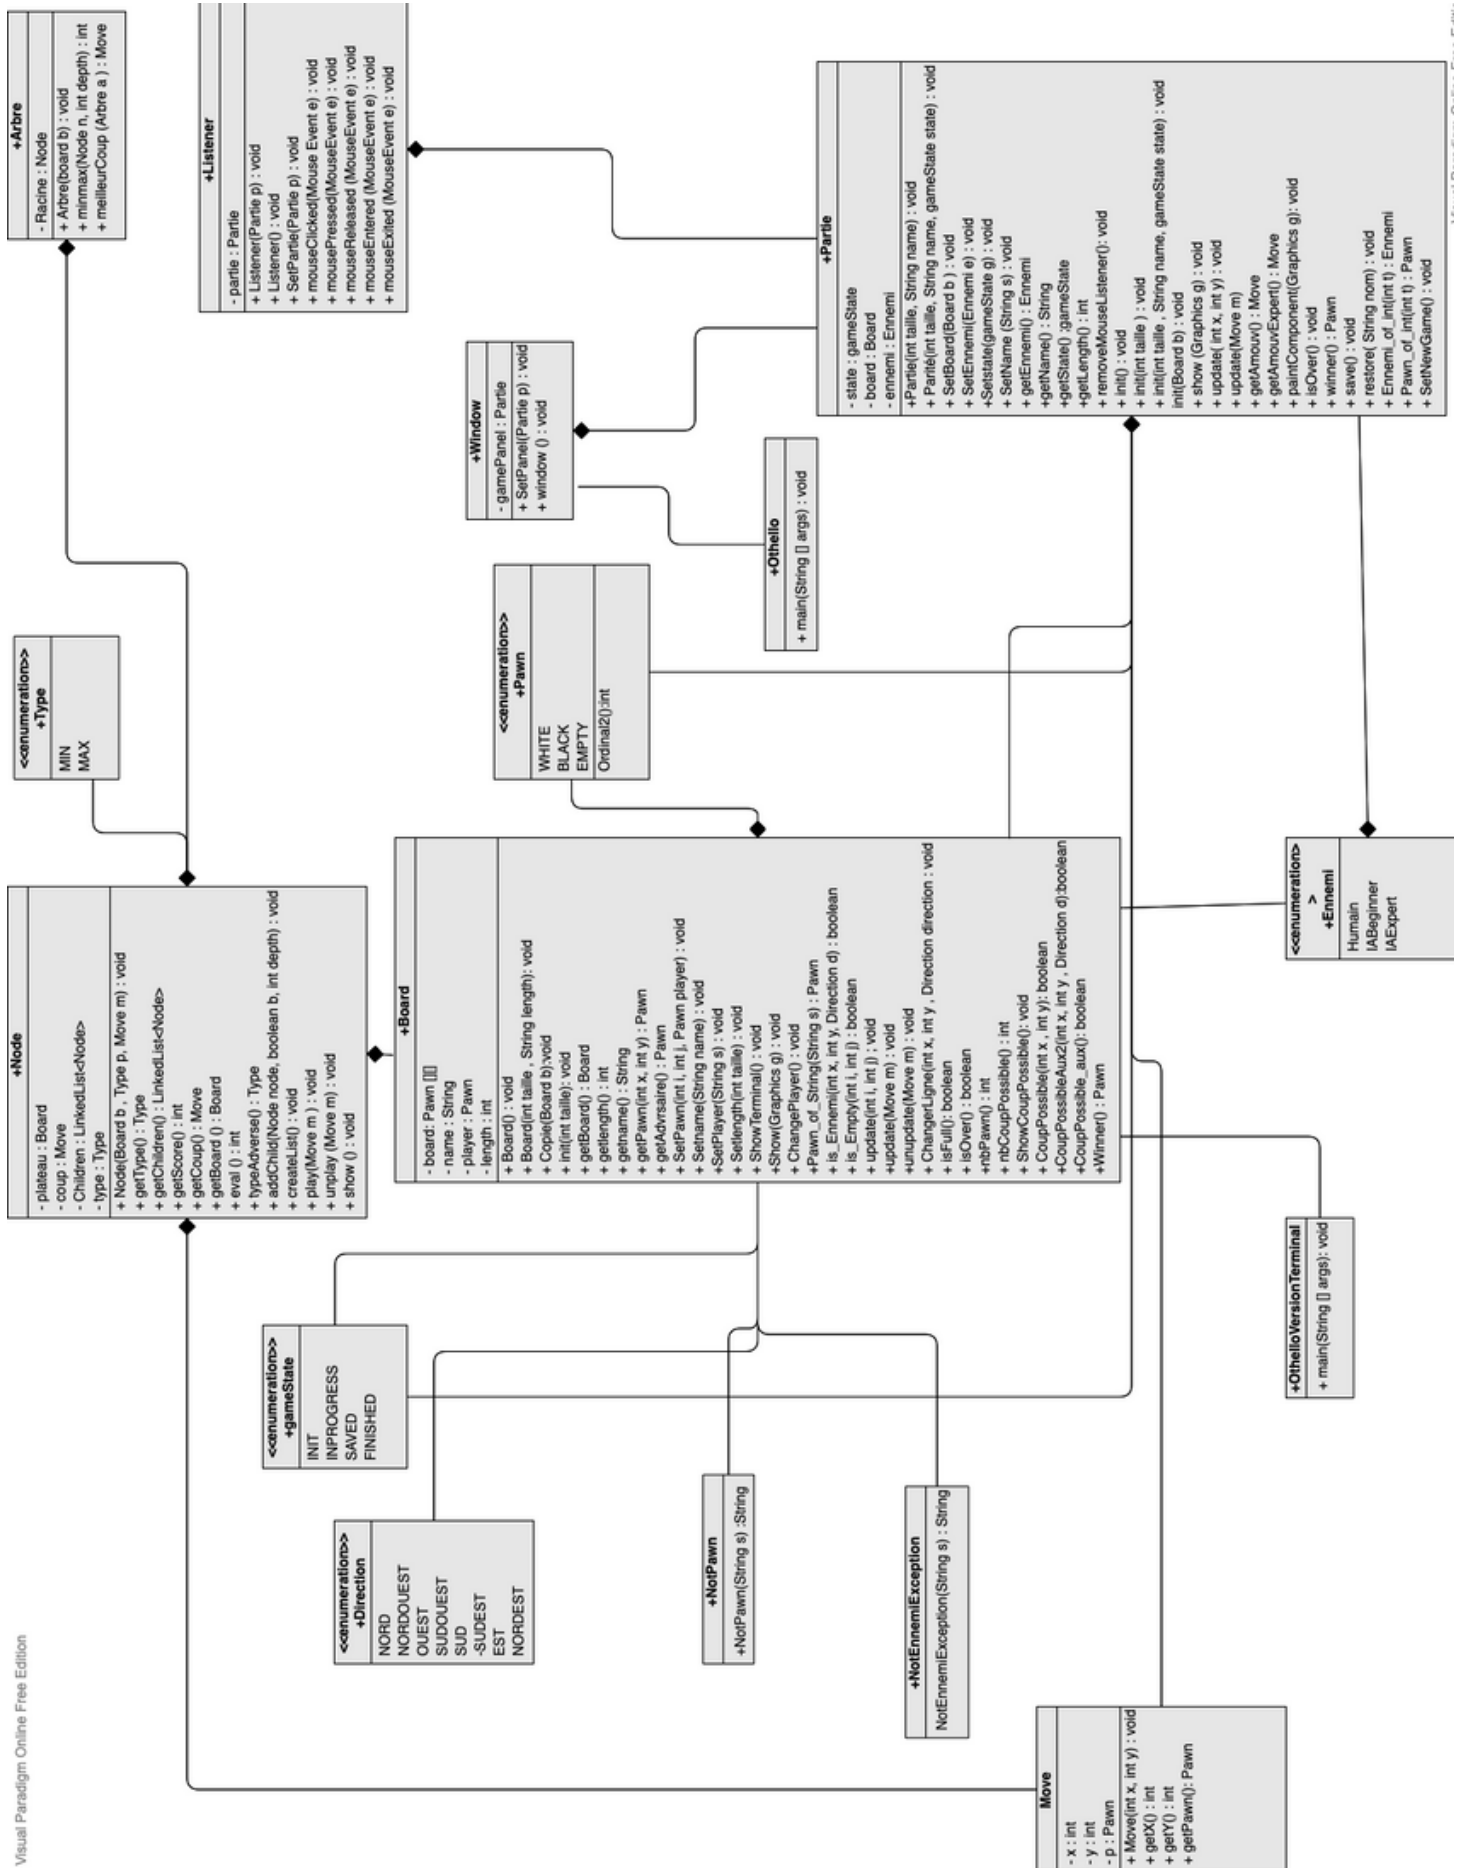 Visual Paradigm Online Free Edition
+Node
- plateau : Board
- coup : Move
- Children : LinkedList<Node>
- type : Type
+ Node(Board b , Type p, Move m) : void
+ getType() : Type
+ getChildren() : LinkedList<Node>
+ getScore() : int
+ getCoup() : Move
+ getBoard () : Board
+ eval () : int
+ typeAdverse() : Type
+ addChild(Node node, boolean b, int depth) : void
+ createList() : void
+ play(Move m ) : void
+ unplay (Move m) : void
+ show () : void
<<enumeration>>
+Type
MIN
MAX
+Arbre
- Racine : Node
+ Arbre(board b) : void
+ minmax(Node n, int depth) : int
+ meilleurCoup (Arbre a ) : Move
+Listener
- partie : Partie
+ Listener(Partie p) : void
+ Listener() : void
+ SetPartie(Partie p) : void
+ mouseClicked(Mouse Event e) : void
+ mousePressed(MouseEvent e) : void
+ mouseReleased (MouseEvent e) : void
+ mouseEntered (MouseEvent e) : void
+ mouseExited (MouseEvent e) : void
<<enumeration>>
+gameState
INIT
INPROGRESS
SAVED
FINISHED
<<enumeration>>
+Direction
NORD
NORDOUEST
OUEST
SUDOUEST
SUD
-SUDEST
EST
NORDEST
+Board
- board: Pawn [][]
- name : String
- player : Pawn
- length : int
+ Board() : void
+ Board(int taille , String length): void
+ Copie(Board b):void
+ init(int taille): void
+ getBoard() : Board
+ getlength() : int
+ getname() : String
+ getPawn(int x, int y) : Pawn
+ getAdvrsaire() : Pawn
+ SetPawn(int i, int j, Pawn player) : void
+ Setname(String name) : void
+SetPlayer(String s) : void
+ Setlength(int taille) : void
+ ShowTerminal() : void
+Show(Graphics g) : void
+ ChangePlayer() : void
+Pawn_of_String(String s) : Pawn
+ is_Ennemi(int x, int y, Direction d) : boolean
+ is_Empty(int i, int j) : boolean
+ update(int i, int j) : void
+update(Move m) : void
+unupdate(Move m) : void
+ ChangerLigne(int x, int y , Direction direction : void
+ isFull() : boolean
+ isOver() : boolean
+nbPawn() : int
+ nbCoupPossible() : int
+ ShowCoupPossible(): void
+ CoupPossible(int x , int y): boolean
+CoupPossibleAux2(int x, int y , Direction d):boolean
+CoupPossible_aux(): boolean
+Winner() : Pawn
+Window
- gamePanel : Partie
+ SetPanel(Partie p) : void
+ window () : void
<<enumeration>>
+Pawn
WHITE
BLACK
EMPTY
Ordinal2():int
+NotPawn
+NotPawn(String s) :String
+Othello
+ main(String [] args) : void
+NotEnnemiException
NotEnnemiException(String s) : String
+Partie
- state : gameState
- board : Board
- ennemi : Ennemi
+Partie(int taille, String name) : void
+ Parité(int taille, String name, gameState state) : void
+ SetBoard(Board b ) : void
+ SetEnnemi(Ennemi e) : void
+Setstate(gameState g) : void
+ SetName (String s) : void
+ getEnnemi() : Ennemi
+getName() : String
+getState() :gameState
+getLength() : int
+ removeMouseListener(): void
+ init() : void
+ init(int taille ) : void
+ init(int taille , String name, gameState state) : void
init(Board b) : void
+ show (Graphics g) : void
+ update( int x, int y) : void
+ update(Move m)
+ getAmouv() : Move
+ getAmouvExpert() : Move
+ paintComponent(Graphics g): void
+ isOver() : void
+ winner() : Pawn
+ save() : void
+ restore( String nom) : void
+ Ennemi_of_int(int t) : Ennemi
+ Pawn_of_int(int t) : Pawn
+ SetNewGame() : void
Move
- x : int
- y : int
- p : Pawn
+ Move(int x, int y) : void
+ getX() : int
+ getY() : int
+ getPawn(): Pawn
+OthelloVersionTerminal
+ main(String [] args): void
<<enumeration>
>
+Ennemi
Humain
IABeginner
IAExpert